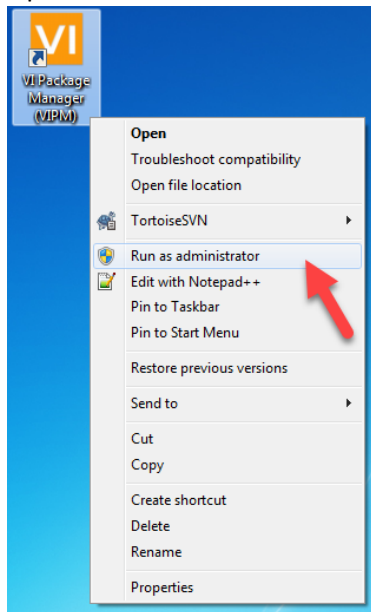 VI
VI Package
Manager
(VIPM)
Open
Troubleshoot compatibility
Open file location
TortoiseSVN
Run as administrator
Edit with Notepad++
Pin to Taskbar
Pin to Start Menu
Restore previous versions
Send to
Cut
Copy
Create shortcut
Delete
Rename
Properties